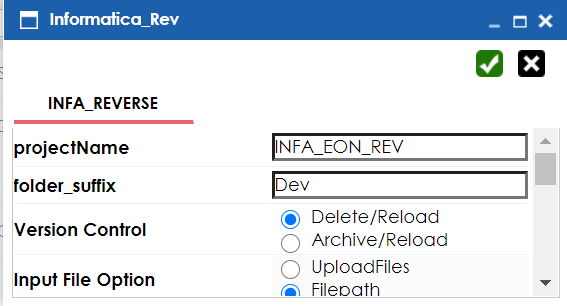 Informatica_Rev
INFA_REVERSE
projectName INFA_EON_REV
folder_suffix Dev
Version Control Delete/Reload
Archive/Reload
Input File Option UploadFiles
Filepath